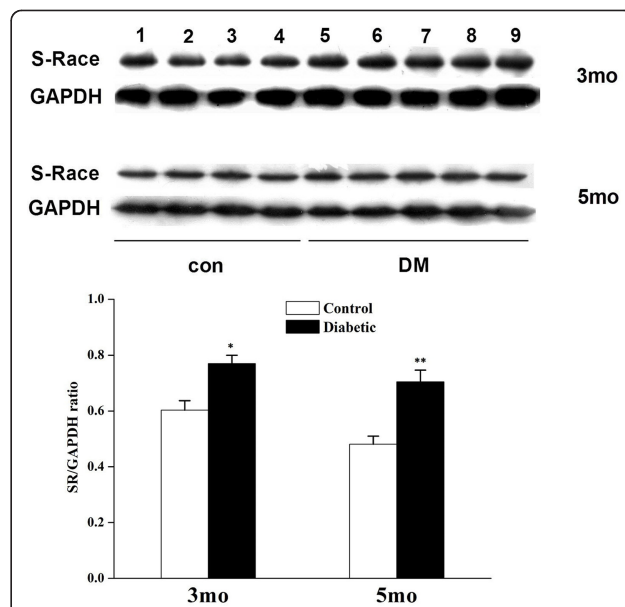 1 2 3 4 5 6 7 8 9
S-Race
3mo
GAPDH
S-Race
5mo
GAPDH
con DM
1.0
Control
Diabetic
0.8
*
**
0.6
0.4
0.2
0.0
SR/GAPDH ratio
3mo 5mo